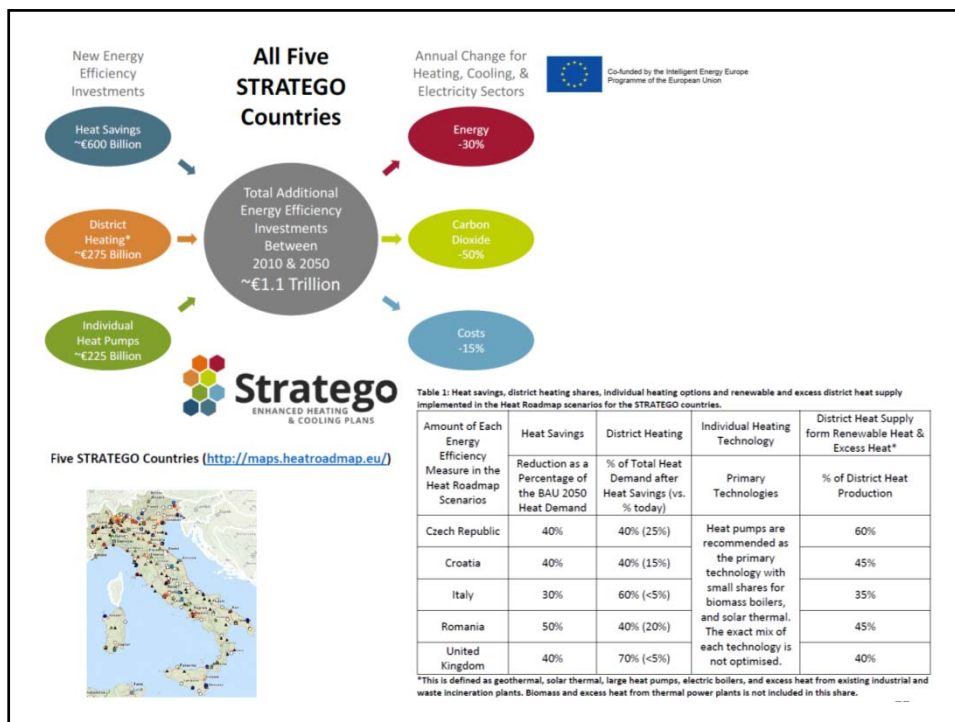 New Energy
Efficiency
Investments
All Five
STRATEGO
Countries
Annual Change for
Heating, Cooling, &
Electricity Sectors
Co-funded by the Intelligent Energy Europe
Programme of the European Union
Heat Savings
~€600 Billion
District
Heating*
~€275 Billion
Individual
Heat Pumps
~€225 Billion
Total Additional
Energy Efficiency
Investments
Between
2010 & 2050
~€1.1 Trillion
Energy
-30%
Carbon
Dioxide
-50%
Costs
-15%
Stratego
ENHANCED HEATING
& COOLING PLANS
Five STRATEGO Countries (http://maps.heatroadmap.eu/)
Table 1: Heat savings, district heating shares, individual heating options and renewable and excess district heat supply
implemented in the Heat Roadmap scenarios for the STRATEGO countries.
Amount of Each
Energy
Efficiency
Measure in the
Heat Roadmap
Scenarios
Heat Savings
District Heating
Individual Heating
Technology
District Heat Supply
form Renewable Heat &
Excess Heat*
Reduction as a
Percentage of
the BAU 2050
Heat Demand
% of Total Heat
Demand after
Heat Savings (vs.
% today)
Primary
Technologies
% of District Heat
Production
Czech Republic
40%
40% (25%)
Heat pumps are
recommended as
the primary
technology with
small shares for
biomass boilers,
and solar thermal.
The exact mix of
each technology is
not optimised.
60%
Croatia
40%
40% (15%)
45%
Italy
30%
60% (<5%)
35%
Romania
50%
40% (20%)
45%
United
Kingdom
40%
70% (<5%)
40%
*This is defined as geothermal, solar thermal, large heat pumps, electric boilers, and excess heat from existing industrial and
waste incineration plants. Biomass and excess heat from thermal power plants is not included in this share.